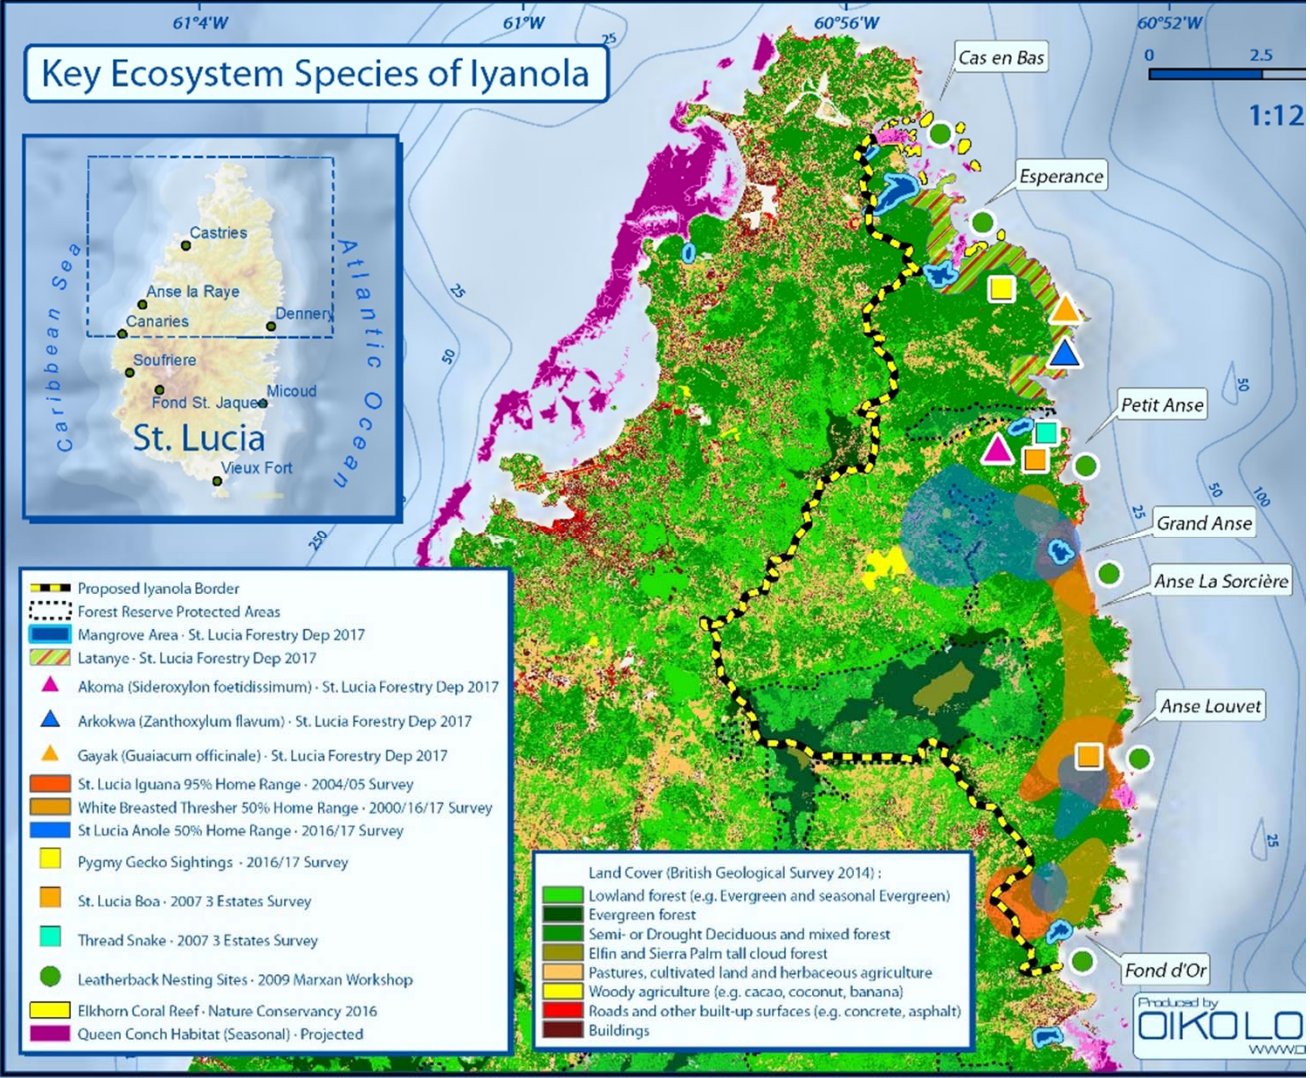 61°4'W
61°W
60°56'W
60°52'W
25
Key Ecosystem Species of Iyanola
Cas en Bas
0 2.5
1:12
Esperance
Castries
Caribbean Sea
Atlantic Ocean
Anse la Raye
Canaries
Dennery
Soufriere
Micoud
Fond St. Jaques
St. Lucia
Vieux Fort
25
50
50
Petit Anse
50
100
25
250
Grand Anse
Anse La Sorcière
Proposed Iyanola Border
Forest Reserve Protected Areas
Mangrove Area · St. Lucia Forestry Dep 2017
Latanye · St. Lucia Forestry Dep 2017
Akoma (Sideroxylon foetidissimum) · St. Lucia Forestry Dep 2017
Arkokwa (Zanthoxylum flavum) · St. Lucia Forestry Dep 2017
Gayak (Guaiacum officinale) · St. Lucia Forestry Dep 2017
St. Lucia Iguana 95% Home Range · 2004/05 Survey
White Breasted Thresher 50% Home Range · 2000/16/17 Survey
St Lucia Anole 50% Home Range · 2016/17 Survey
Pygmy Gecko Sightings · 2016/17 Survey
St. Lucia Boa · 2007 3 Estates Survey
Thread Snake · 2007 3 Estates Survey
Leatherback Nesting Sites · 2009 Marxan Workshop
Elkhorn Coral Reef · Nature Conservancy 2016
Queen Conch Habitat (Seasonal) · Projected
Anse Louvet
25
Land Cover (British Geological Survey 2014) :
Lowland forest (e.g. Evergreen and seasonal Evergreen)
Evergreen forest
Semi- or Drought Deciduous and mixed forest
Elfin and Sierra Palm tall cloud forest
Pastures, cultivated land and herbaceous agriculture
Woody agriculture (e.g. cacao, coconut, banana)
Roads and other built-up surfaces (e.g. concrete, asphalt)
Buildings
Fond d'Or
Produced by
OIKOLO